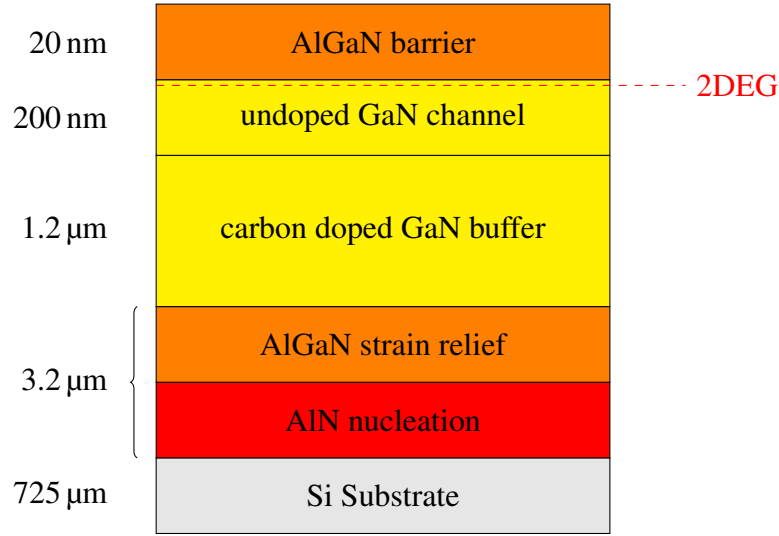 20 nm
AlGaN barrier
2DEG
200 nm
undoped GaN channel
1.2 µm
carbon doped GaN buffer
AlGaN strain relief
3.2 µm
AlN nucleation
725 µm
Si Substrate